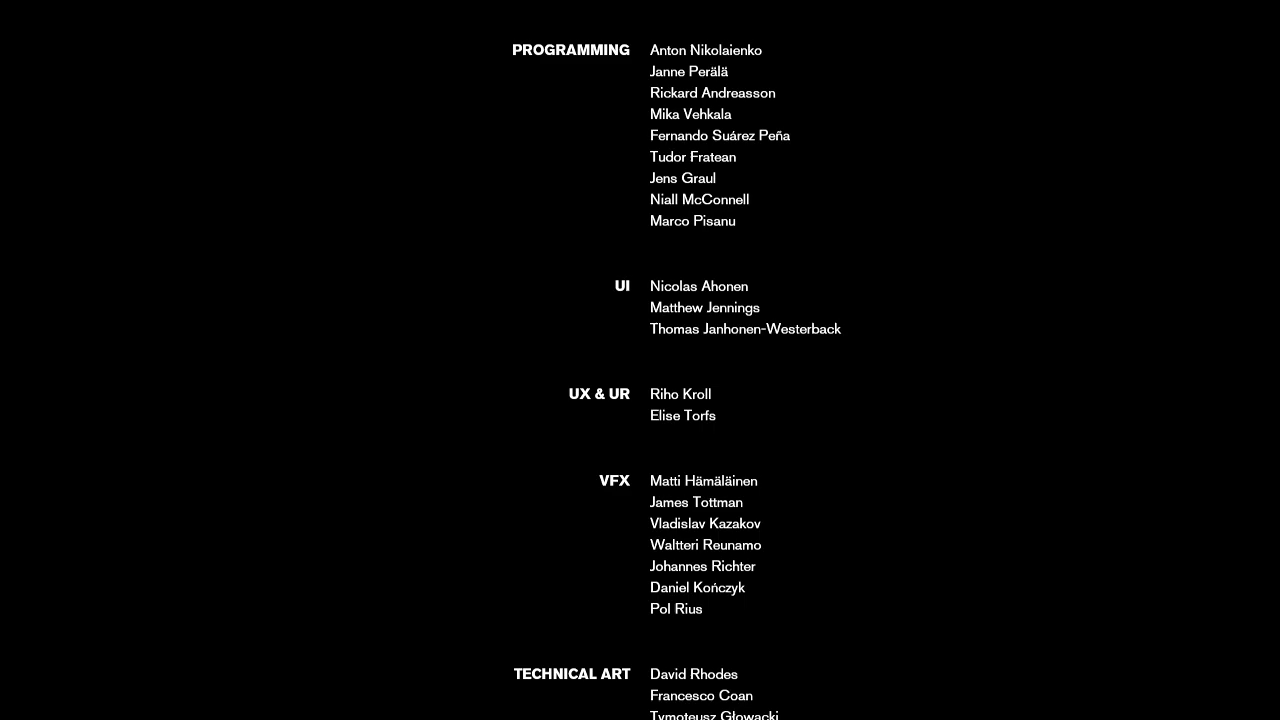 PROGRAMMING Anton Nikolaienko
Janne Perälä
Rickard Andreasson
Mika Vehkala
Fernando Suárez Peña
Tudor Fratean
Jens Graul
Niall McConnell
Marco Pisanu
UI Nicolas Ahonen
Matthew Jennings
Thomas Janhonen-Westerback
UX & UR Riho Kroll
Elise Torfs
VFX Matti Hämäläinen
James Tottman
Vladislav Kazakov
Waltteri Reunamo
Johannes Richter
Daniel Kończyk
Pol Rius
TECHNICAL ART David Rhodes
Francesco Coan
Tymoteusz Głowacki